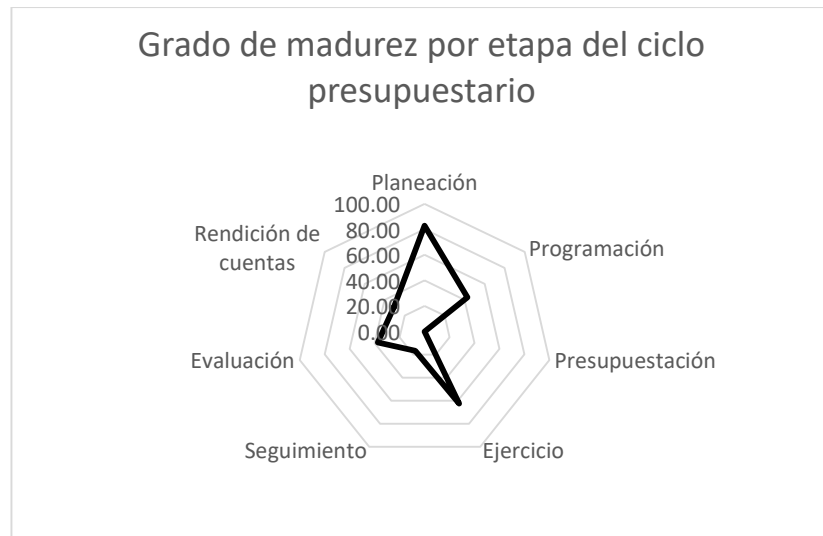 Grado de madurez por etapa del ciclo
presupuestario
Planeación
100.00
80.00
60.00
40.00
20.00
0.00
Rendición de
cuentas
Programación
Evaluación
Presupuestación
Seguimiento
Ejercicio